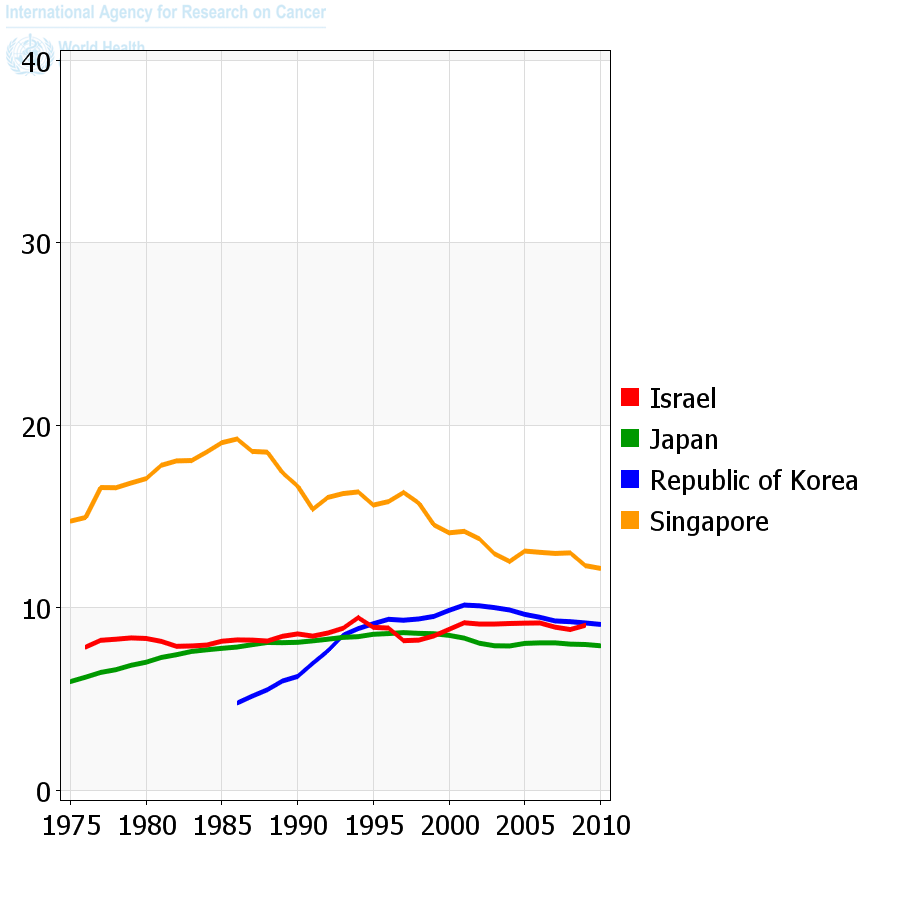 International Agency for Research on Cancer
World Health
40
30
20
10
0
1975 1980 1985 1990 1995 2000 2005 2010
Israel
Japan
Republic of Korea
Singapore